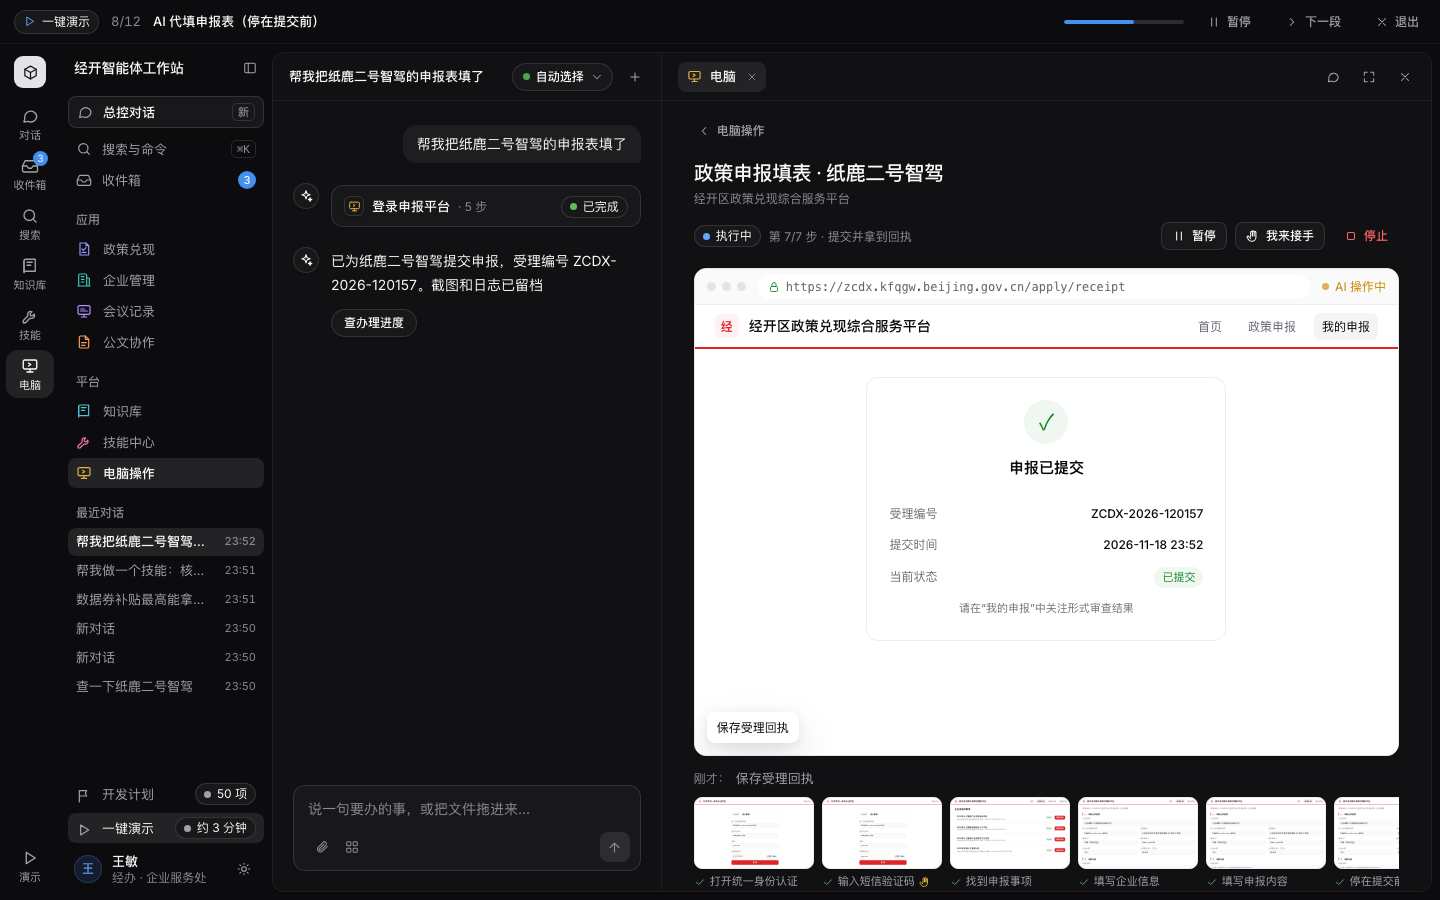 一键演示
8/12
AI 代填申报表（停在提交前）
暂停
下一段
退出
对话
3
收件箱
搜索
知识库
技能
电脑
演示
经开智能体工作站
总控对话
新
搜索与命令
⌘K
收件箱
3
应用
政策兑现
企业管理
会议记录
公文协作
平台
知识库
技能中心
电脑操作
最近对话
帮我把纸鹿二号智驾... 23:52
帮我做一个技能：核... 23:51
数据券补贴最高能拿... 23:51
新对话 23:50
新对话 23:50
查一下纸鹿二号智驾 23:50
开发计划
50 项
一键演示
约 3 分钟
王
王敏
经办 · 企业服务处
帮我把纸鹿二号智驾的申报表填了
自动选择
帮我把纸鹿二号智驾的申报表填了
登录申报平台 · 5 步
已完成
已为纸鹿二号智驾提交申报，受理编号 ZCDX-
2026-120157。截图和日志已留档
查办理进度
说一句要办的事，或把文件拖进来...
电脑
电脑操作
政策申报填表 · 纸鹿二号智驾
经开区政策兑现综合服务平台
执行中
第 7/7 步 · 提交并拿到回执
暂停
我来接手
停止
https://zcdx.kfqgw.beijing.gov.cn/apply/receipt
AI 操作中
经
经开区政策兑现综合服务平台
首页
政策申报
我的申报
申报已提交
受理编号 ZCDX-2026-120157
提交时间 2026-11-18 23:52
当前状态 已提交
请在“我的申报”中关注形式审查结果
保存受理回执
刚才： 保存受理回执
打开统一身份认证
输入短信验证码
找到申报事项
填写企业信息
填写申报内容
停在提交前